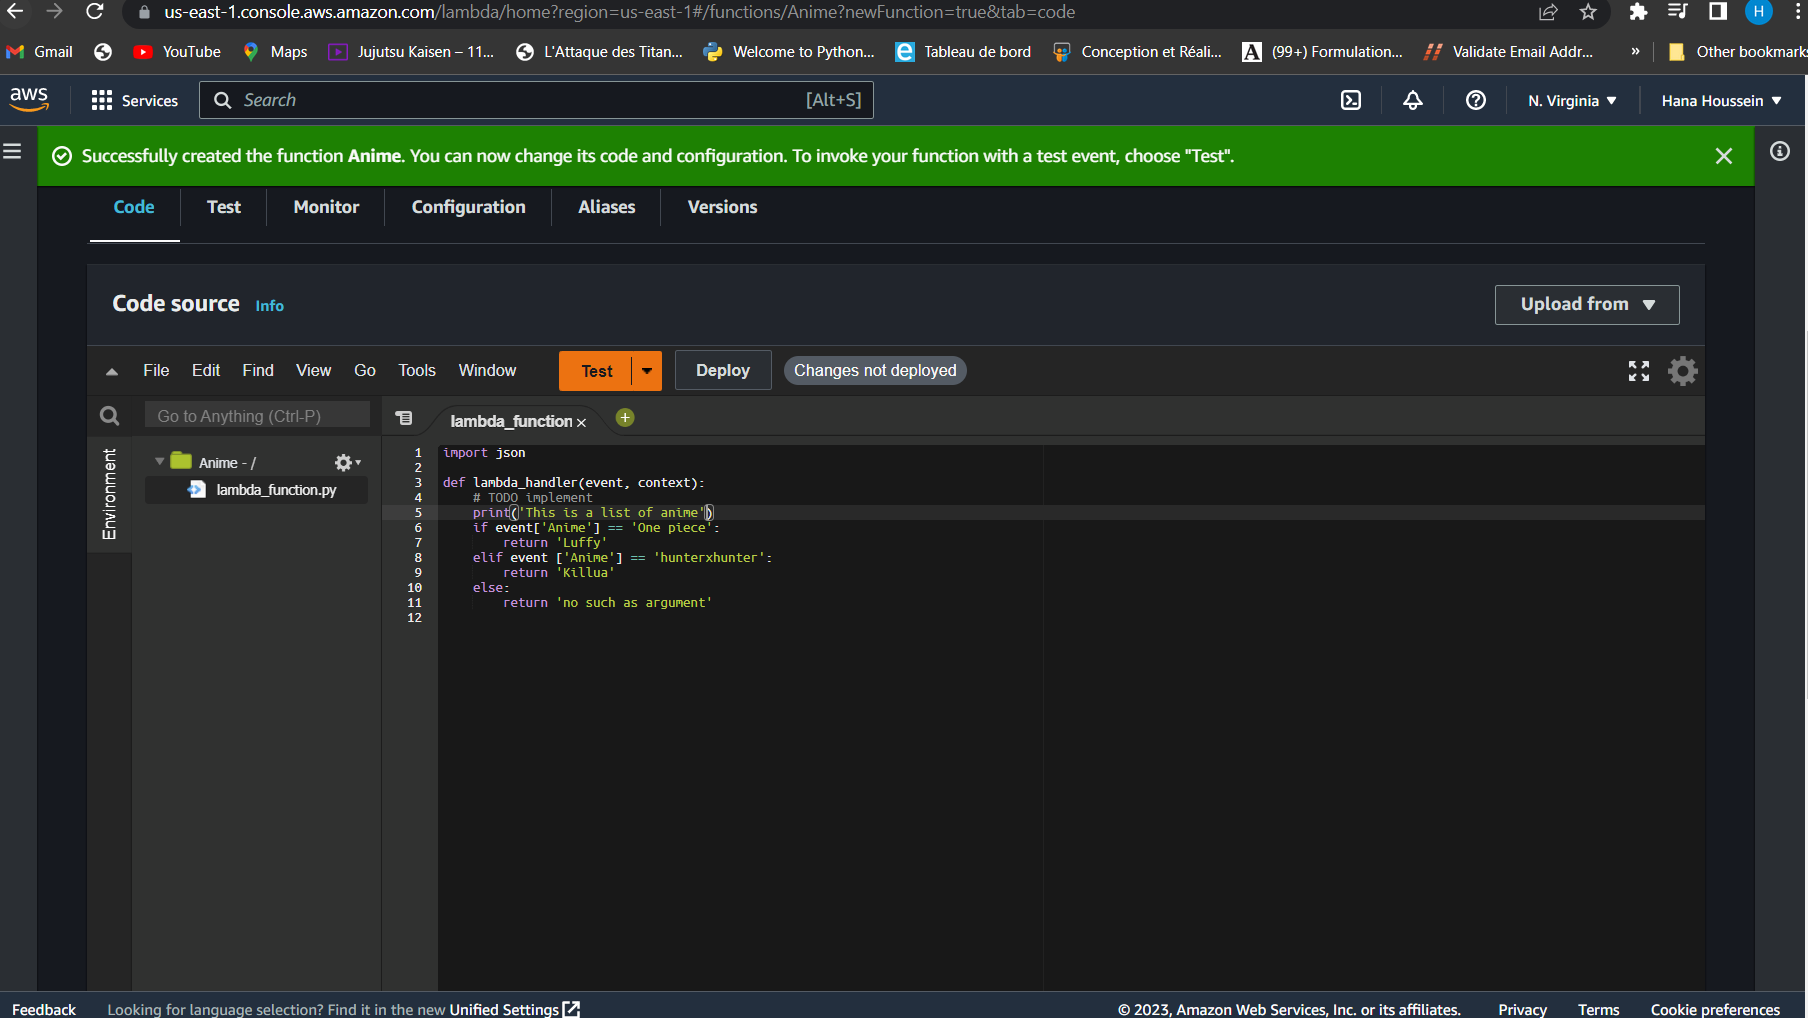 us-east-1.console.aws.amazon.com/lambda/home?region=us-east-1#/functions/Anime?newFunction=true&tab=code
H
Gmail YouTube Maps Jujutsu Kaisen – 11... L'Attaque des Titan... Welcome to Python... Tableau de bord Conception et Réali... (99+) Formulation... Validate Email Addr... » Other bookmarks
aws Services Search [Alt+S] N. Virginia Hana Houssein
Successfully created the function Anime. You can now change its code and configuration. To invoke your function with a test event, choose "Test".
Code Test Monitor Configuration Aliases Versions
Code source Info Upload from
File Edit Find View Go Tools Window Test Deploy Changes not deployed
Go to Anything (Ctrl-P) lambda_function ×
Environment
Anime - /
lambda_function.py
1 import json
2
3 def lambda_handler(event, context):
4 # TODO implement
5 print('This is a list of anime')
6 if event['Anime'] == 'One piece':
7 return 'Luffy'
8 elif event ['Anime'] == 'hunterxhunter':
9 return 'Killua'
10 else:
11 return 'no such as argument'
12
Feedback Looking for language selection? Find it in the new Unified Settings © 2023, Amazon Web Services, Inc. or its affiliates. Privacy Terms Cookie preferences